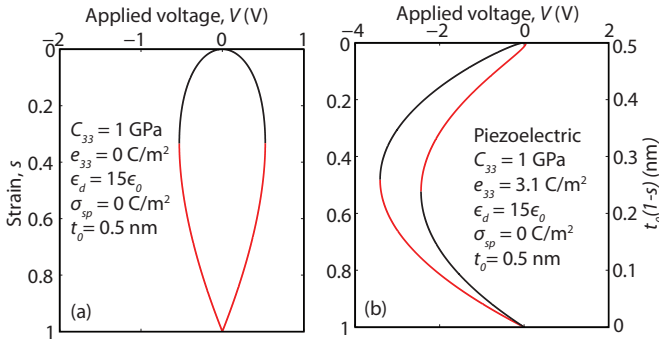 Applied voltage, V (V)
−2 −1 0 1
0
0.2
0.4
0.6
0.8
1
Strain, s
C33 = 1 GPa
e33 = 0 C/m²
ϵd = 15ϵ0
σsp = 0 C/m²
t0 = 0.5 nm
(a)
Applied voltage, V (V)
−4 −2 0 2
0
0.2
0.4
0.6
0.8
1
Piezoelectric
C33 = 1 GPa
e33 = 3.1 C/m²
ϵd = 15ϵ0
σsp = 0 C/m²
t0 = 0.5 nm
(b)
0.5
0.4
0.3
0.2
0.1
0
t0(1-s) (nm)